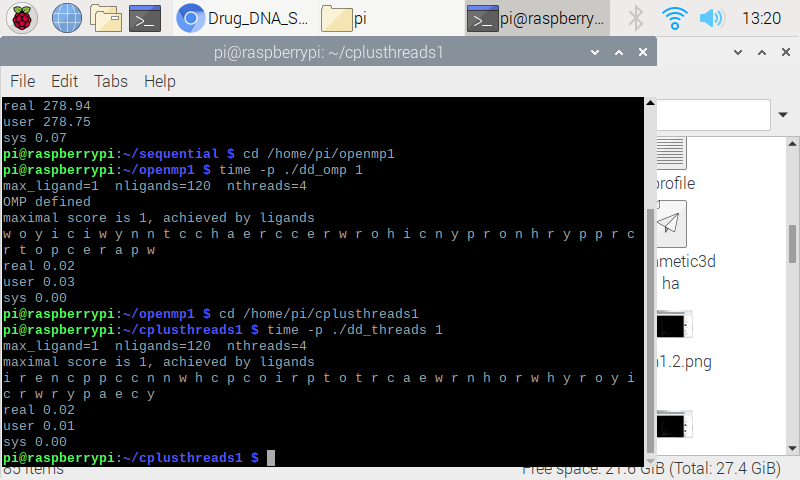 Drug_DNA_S... pi pi@raspberry... 13:20
pi@raspberrypi: ~/cplusthreads1
File Edit Tabs Help
real 278.94
user 278.75
sys 0.07
pi@raspberrypi:~/sequential $ cd /home/pi/openmp1
pi@raspberrypi:~/openmp1 $ time -p ./dd_omp 1
max_ligand=1  nligands=120  nthreads=4
OMP defined
maximal score is 1, achieved by ligands
w o y i c i w y n n t c c h a e r c c e r w r o h i c n y p r o n h r y p p r c
r t o p c e r a p w
real 0.02
user 0.03
sys 0.00
pi@raspberrypi:~/openmp1 $ cd /home/pi/cplusthreads1
pi@raspberrypi:~/cplusthreads1 $ time -p ./dd_threads 1
max_ligand=1  nligands=120  nthreads=4
maximal score is 1, achieved by ligands
i r e n c p p c c n n w h c p c o i r p t o t r c a e w r n h o r w h y r o y i
c r w r y p a e c y
real 0.02
user 0.01
sys 0.00
pi@raspberrypi:~/cplusthreads1 $
profile
metic3d
ha
1.2.png
85 items
Free space: 21.6 GiB (Total: 27.4 GiB)